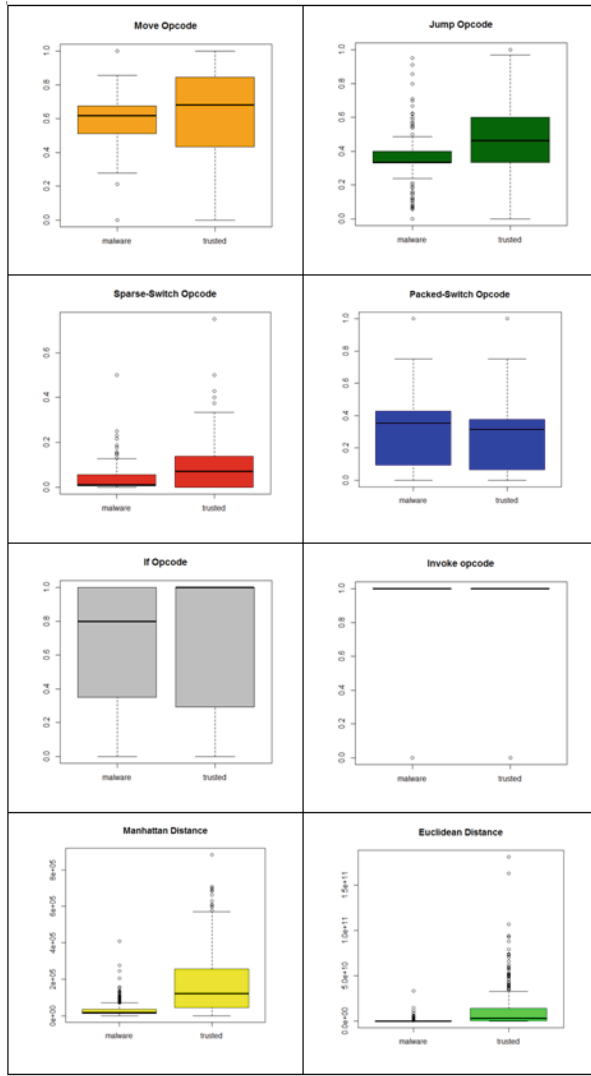 Move Opcode
1.0
0.8
0.6
0.4
0.2
0.0
malware trusted
Jump Opcode
1.0
0.8
0.6
0.4
0.2
0.0
malware trusted
Sparse-Switch Opcode
0.6
0.4
0.2
0.0
malware trusted
Packed-Switch Opcode
1.0
0.8
0.6
0.4
0.2
0.0
malware trusted
If Opcode
1.0
0.8
0.6
0.4
0.2
0.0
malware trusted
Invoke opcode
1.0
0.8
0.6
0.4
0.2
0.0
malware trusted
Manhattan Distance
8e+05
6e+05
4e+05
2e+05
0e+00
malware trusted
Euclidean Distance
1.5e+11
1.0e+11
5.0e+10
0.0e+00
malware trusted